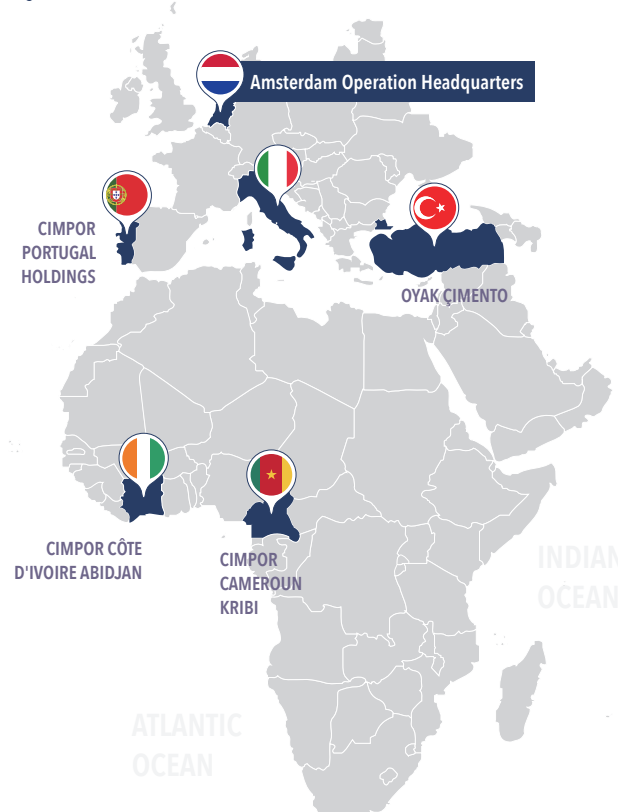 Amsterdam Operation Headquarters
CIMPOR
PORTUGAL
HOLDINGS
OYAK ÇIMENTO
CIMPOR CÔTE
D'IVOIRE ABIDJAN
CIMPOR
CAMEROUN
KRIBI
INDIAN
OCEAN
ATLANTIC
OCEAN